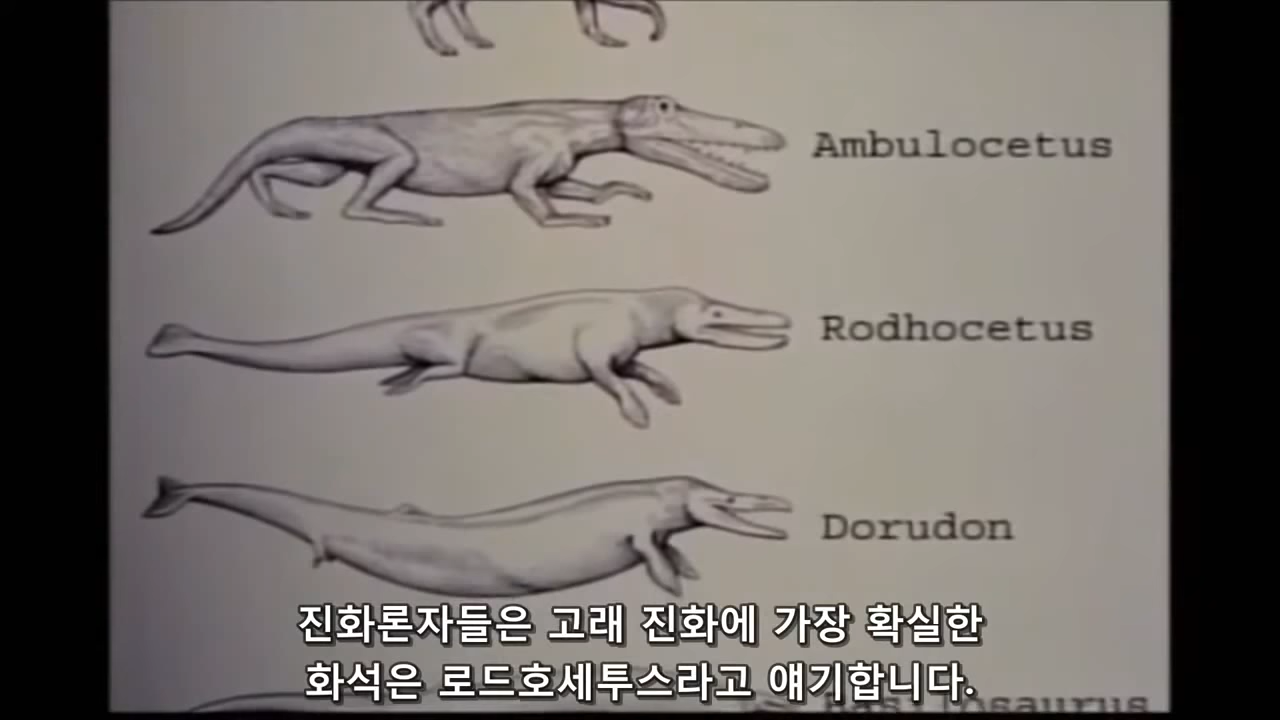 Ambulocetus
Rodhocetus
Dorudon
진화론자들은 고래 진화에 가장 확실한
화석은 로드호세투스라고 얘기합니다.